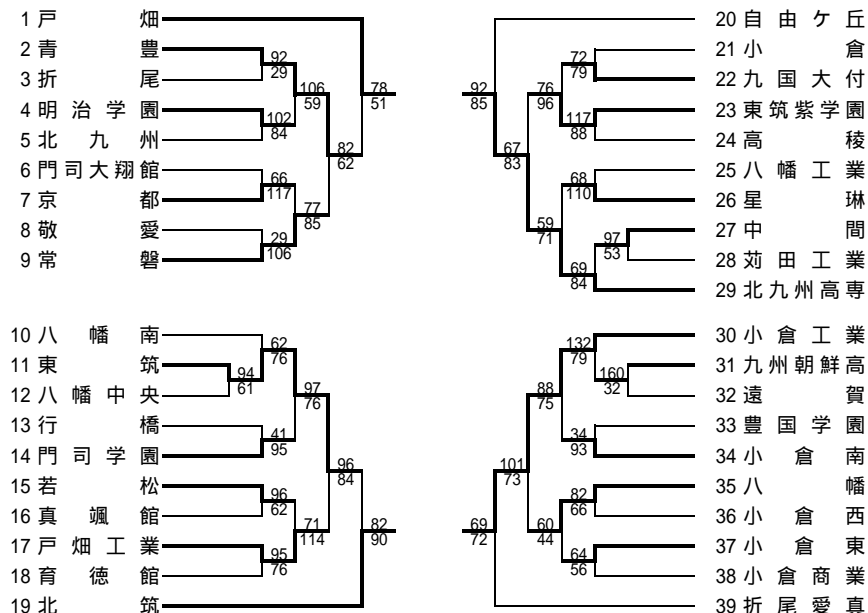 1 戸畑
2 青豊
3 折尾
4 明治学園
5 北九州
6 門司大翔館
7 京都
8 敬愛
9 常磐
92
29
102
84
66
117
29
106
106
59
77
85
82
62
78
51
10 八幡南
11 東筑
12 八幡中央
13 行橋
14 門司学園
15 若松
16 真颯館
17 戸畑工業
18 育徳館
19 北筑
94
61
62
76
41
95
96
62
95
76
97
76
71
114
96
84
82
90
20 自由ケ丘
21 小倉
22 九国大付
23 東筑紫学園
24 高稜
25 八幡工業
26 星琳
27 中間
28 苅田工業
29 北九州高専
72
79
117
88
68
110
97
53
69
84
76
96
59
71
67
83
92
85
30 小倉工業
31 九州朝鮮高
32 遠賀
33 豊国学園
34 小倉南
35 八幡
36 小倉西
37 小倉東
38 小倉商業
39 折尾愛真
160
32
132
79
34
93
82
66
64
56
88
75
60
44
101
73
69
72